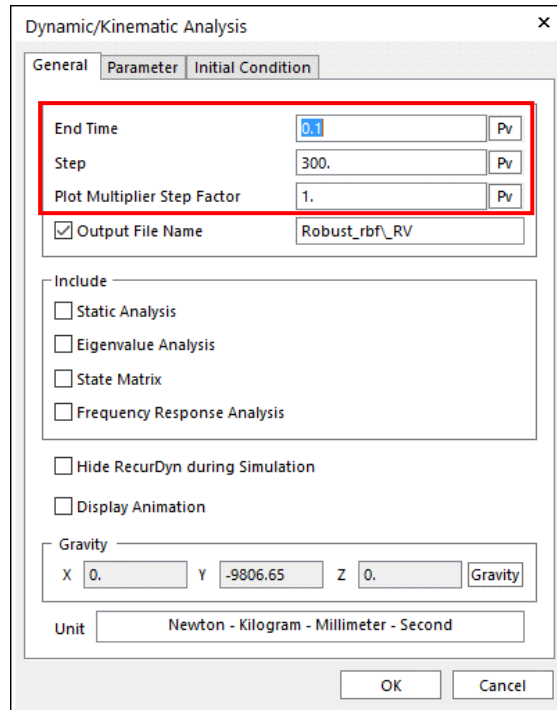 Dynamic/Kinematic Analysis ×
General Parameter Initial Condition
End Time 0.1 Pv
Step 300. Pv
Plot Multiplier Step Factor 1. Pv
Output File Name Robust_rbf\_RV
Include
Static Analysis
Eigenvalue Analysis
State Matrix
Frequency Response Analysis
Hide RecurDyn during Simulation
Display Animation
Gravity
X 0. Y -9806.65 Z 0. Gravity
Unit Newton - Kilogram - Millimeter - Second
OK Cancel